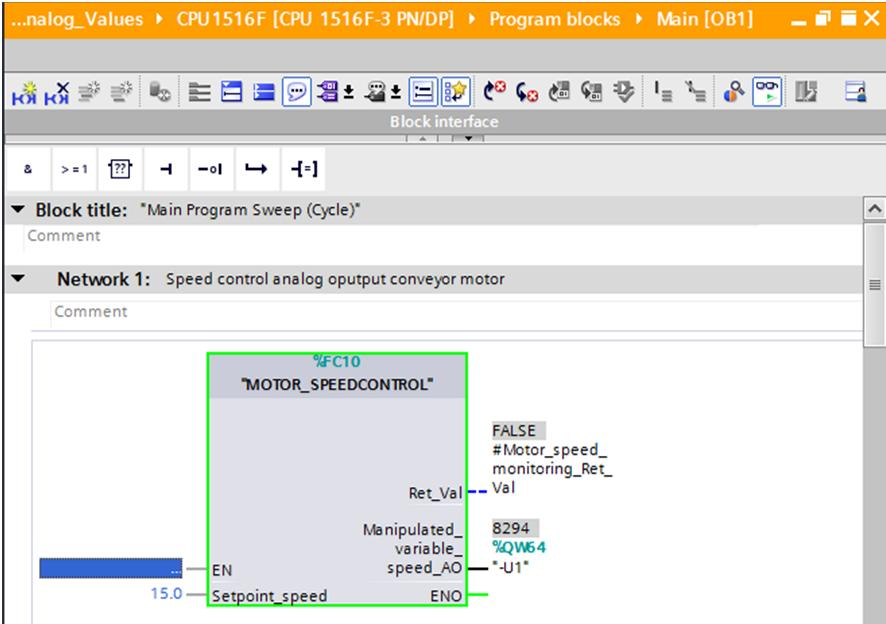 ...nalog_Values ▸ CPU1516F [CPU 1516F-3 PN/DP] ▸ Program blocks ▸ Main [OB1]
Block interface
& >=1 ?? -o| -[=]
Block title: "Main Program Sweep (Cycle)"
Comment
Network 1: Speed control analog oputput conveyor motor
Comment
%FC10
"MOTOR_SPEEDCONTROL"
FALSE
#Motor_speed_
monitoring_Ret_
Ret_Val Val
Manipulated_ 8294
variable_ %QW64
... EN speed_AO "-U1"
15.0 Setpoint_speed ENO